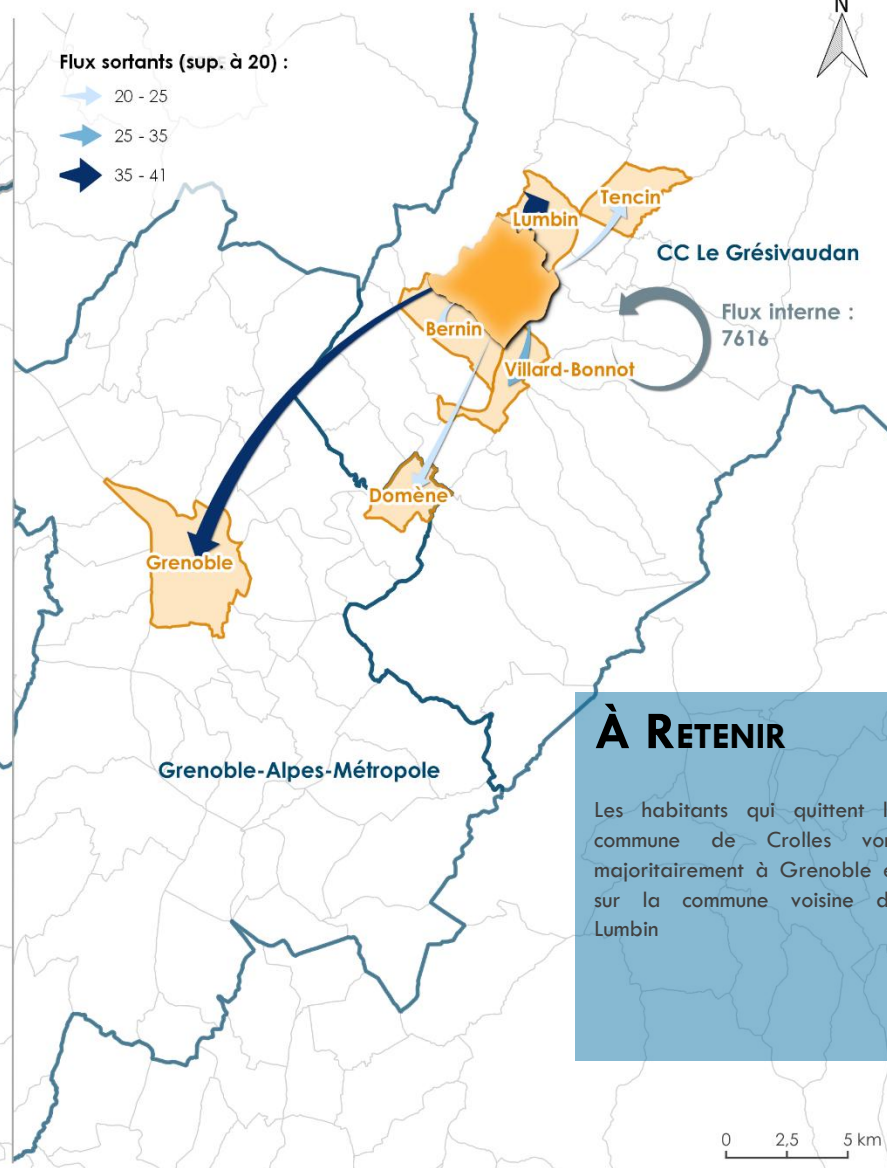 N
Flux sortants (sup. à 20) :
20 - 25
25 - 35
35 - 41
Tencin
Lumbin
CC Le Grésivaudan
Flux interne :
7616
Bernin
Villard-Bonnot
Domène
Grenoble
Grenoble-Alpes-Métropole
À RETENIR
Les habitants qui quittent l
commune de Crolles von
majoritairement à Grenoble e
sur la commune voisine d
Lumbin
0 2,5 5 km